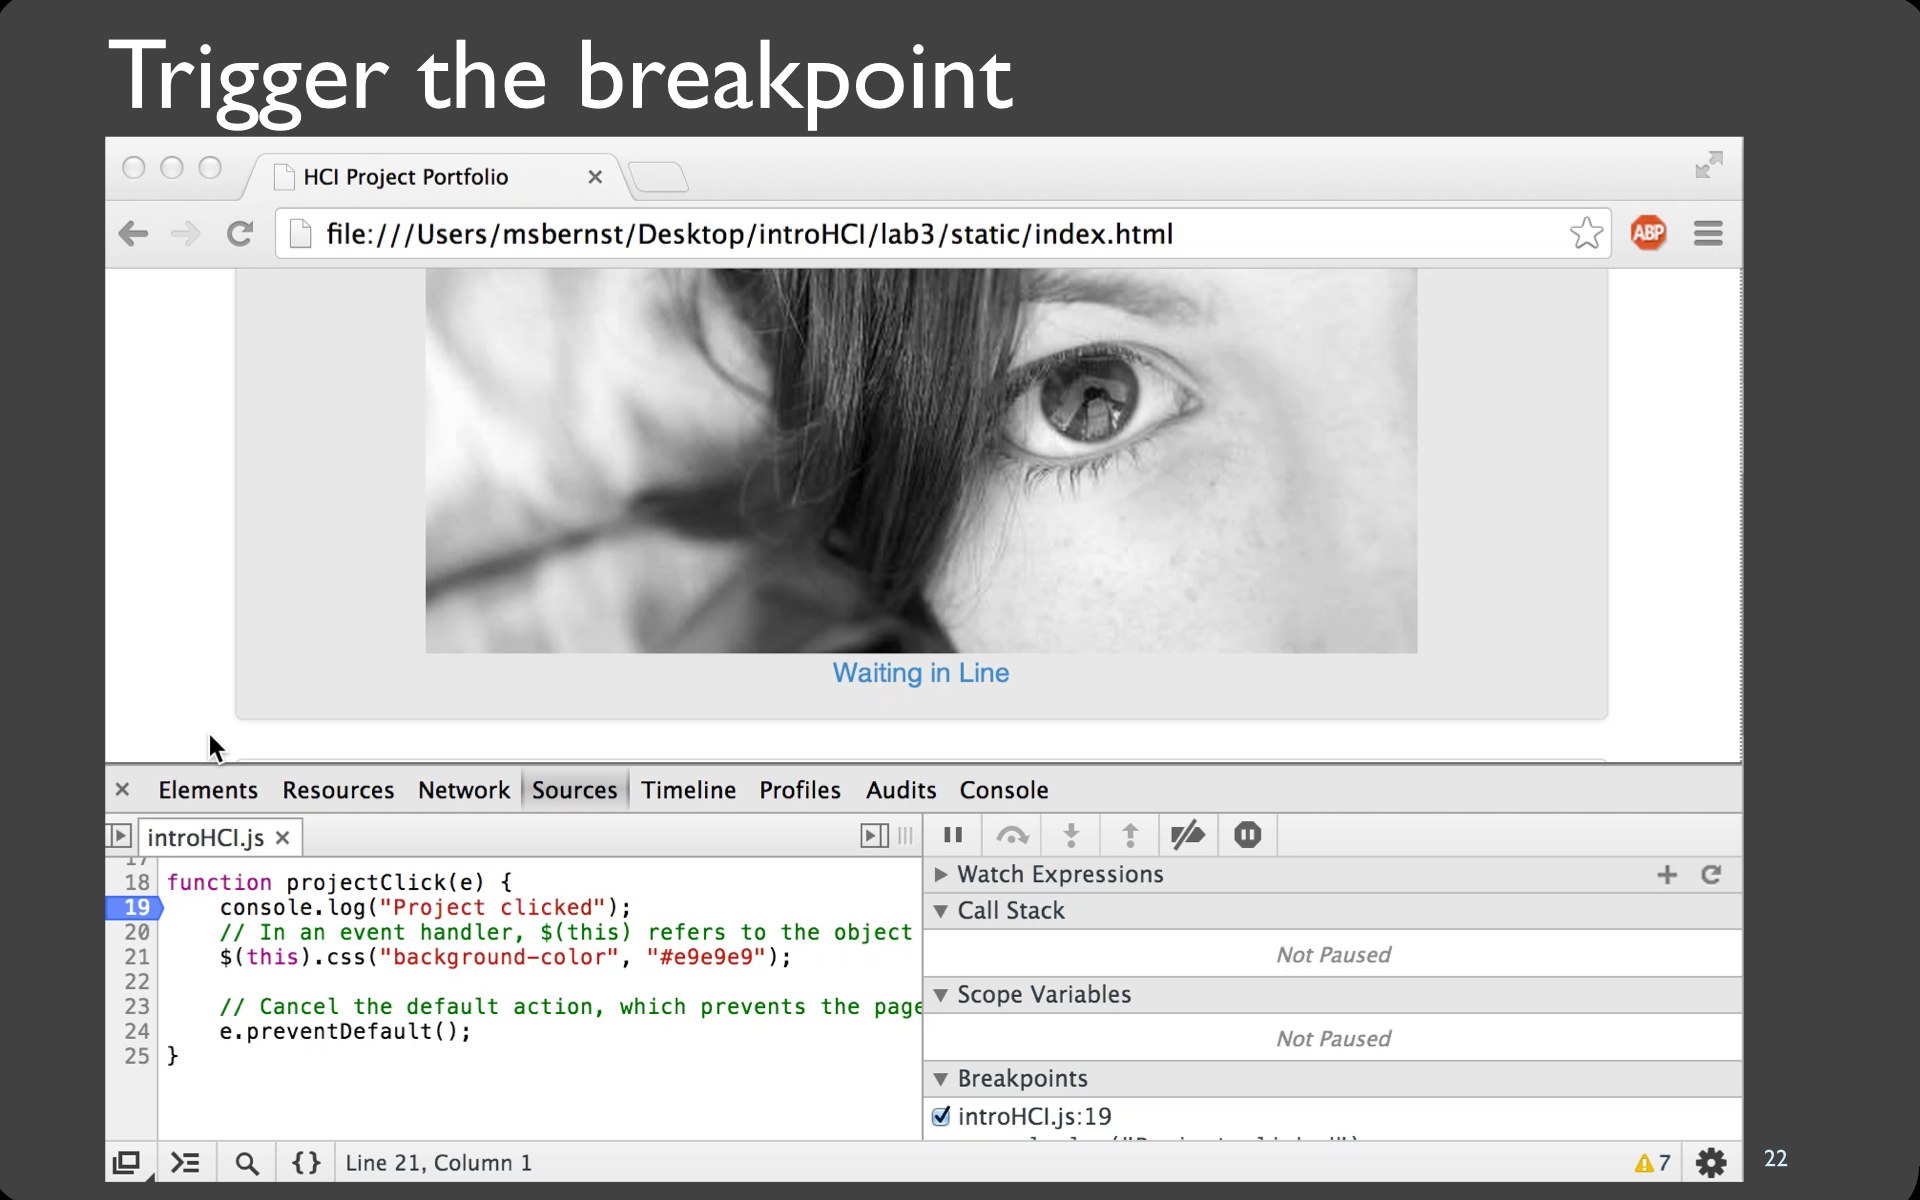 Trigger the breakpoint
HCI Project Portfolio
file:///Users/msbernst/Desktop/introHCI/lab3/static/index.html
ABP
Waiting in Line
Elements Resources Network Sources Timeline Profiles Audits Console
introHCI.js
17
18 function projectClick(e) {
19 console.log("Project clicked");
20 // In an event handler, $(this) refers to the object
21 $(this).css("background-color", "#e9e9e9");
22
23 // Cancel the default action, which prevents the page
24 e.preventDefault();
25 }
Watch Expressions
Call Stack
Not Paused
Scope Variables
Not Paused
Breakpoints
introHCI.js:19
Line 21, Column 1
7
22